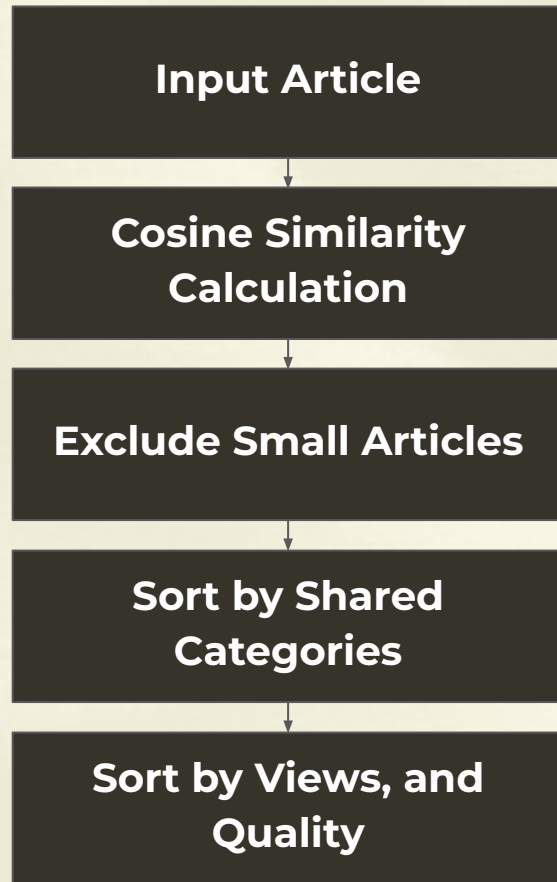 Input Article
Cosine Similarity
Calculation
Exclude Small Articles
Sort by Shared
Categories
Sort by Views, and
Quality